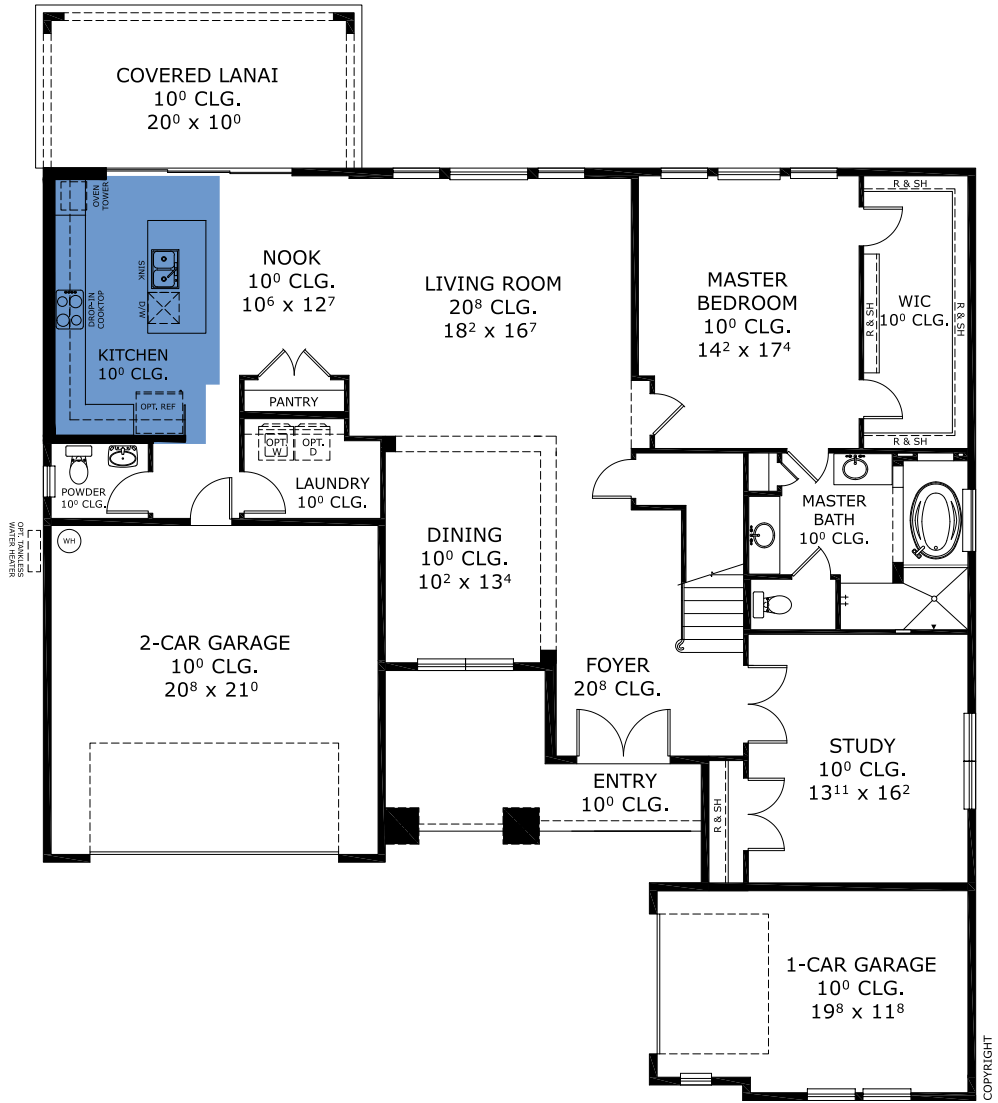 COVERED LANAI
10⁰ CLG.
20⁰ x 10⁰
OVEN
TOWER
SINK
D/W
DROP-IN
COOKTOP
KITCHEN
10⁰ CLG.
OPT. REF
NOOK
10⁰ CLG.
10⁶ x 12⁷
LIVING ROOM
20⁸ CLG.
18² x 16⁷
MASTER
BEDROOM
10⁰ CLG.
14² x 17⁴
R & SH
R & SH
WIC
10⁰ CLG.
R & SH
R & SH
PANTRY
OPT.
W
OPT.
D
LAUNDRY
10⁰ CLG.
POWDER
10⁰ CLG.
OPT. TANKLESS
WATER HEATER
WH
DINING
10⁰ CLG.
10² x 13⁴
MASTER
BATH
10⁰ CLG.
2-CAR GARAGE
10⁰ CLG.
20⁸ x 21⁰
FOYER
20⁸ CLG.
STUDY
10⁰ CLG.
13¹¹ x 16²
ENTRY
10⁰ CLG.
R & SH
1-CAR GARAGE
10⁰ CLG.
19⁸ x 11⁸
COPYRIGHT